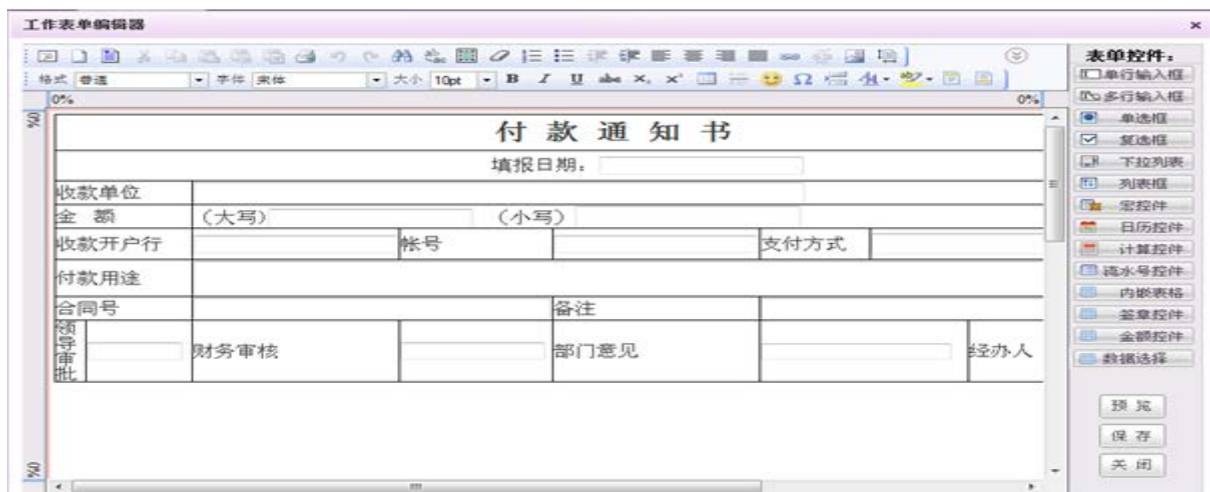 工作表单编辑器
格式 普通 字体 宋体 大小 10pt B I U abc X₂ X² Ω
0% 0%
0%
付款通知书
填报日期：
收款单位
金 额 （大写） （小写）
收款开户行 帐号 支付方式
付款用途
合同号 备注
领导审批 财务审核 部门意见 经办人
0%
表单控件：
单行输入框
多行输入框
单选框
复选框
下拉列表
列表框
宏控件
日历控件
计算控件
流水号控件
内嵌表格
签章控件
金额控件
数据选择
预 览
保 存
关 闭